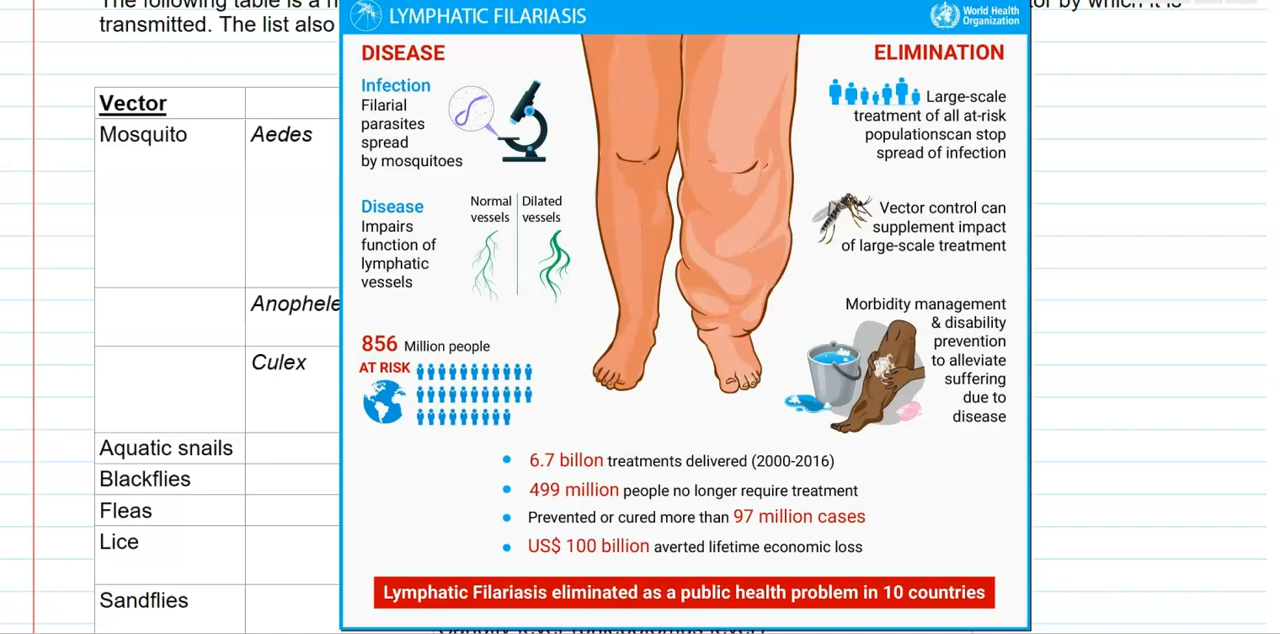 The following table is a
or by which it is
transmitted. The list also
Vector
Mosquito
Aedes
Anophele
Culex
Aquatic snails
Blackflies
Fleas
Lice
Sandflies
LYMPHATIC FILARIASIS
World Health
Organization
DISEASE
Infection
Filarial
parasites
spread
by mosquitoes
Disease
Impairs
function of
lymphatic
vessels
Normal
vessels
Dilated
vessels
856 Million people
AT RISK
ELIMINATION
Large-scale
treatment of all at-risk
populationscan stop
spread of infection
Vector control can
supplement impact
of large-scale treatment
Morbidity management
& disability
prevention
to alleviate
suffering
due to
disease
• 6.7 billon treatments delivered (2000-2016)
• 499 million people no longer require treatment
• Prevented or cured more than 97 million cases
• US$ 100 billion averted lifetime economic loss
Lymphatic Filariasis eliminated as a public health problem in 10 countries